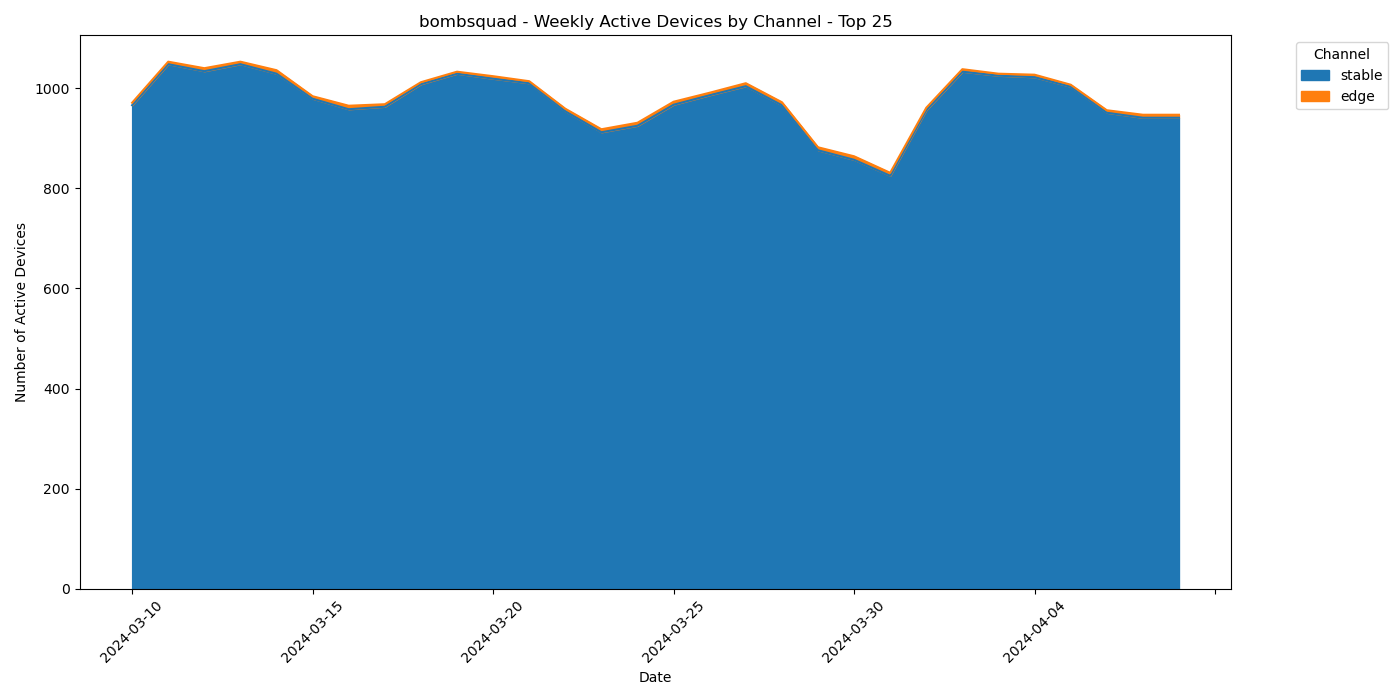 bombsquad - Weekly Active Devices by Channel - Top 25
Channel
stable
edge
Number of Active Devices
1000
800
600
400
200
0
2024-03-10
2024-03-15
2024-03-20
2024-03-25
2024-03-30
2024-04-04
Date